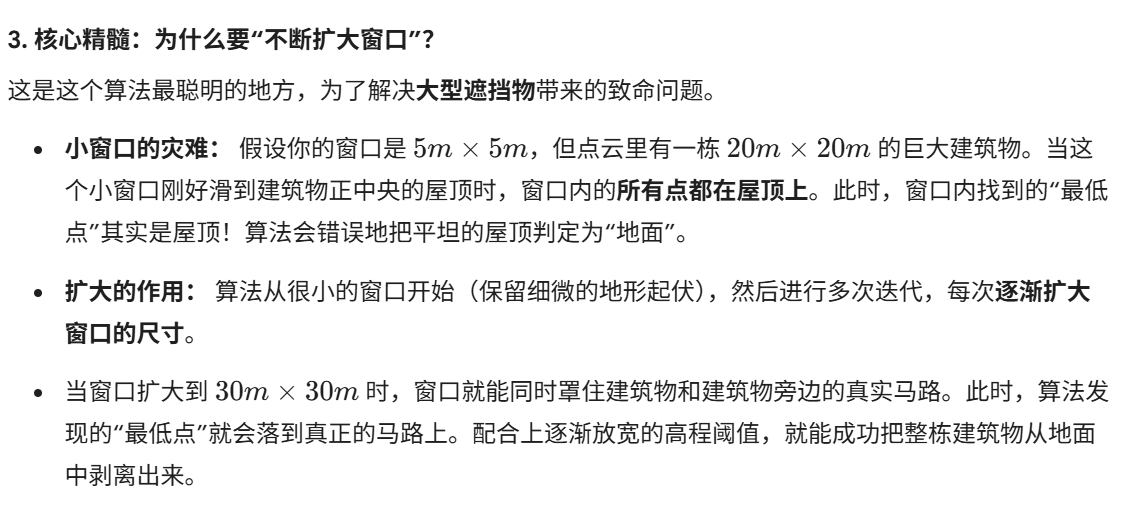 3. 核心精髓：为什么要“不断扩大窗口”？
这是这个算法最聪明的地方，为了解决大型遮挡物带来的致命问题。
• 小窗口的灾难： 假设你的窗口是 5m × 5m，但点云里有一栋 20m × 20m 的巨大建筑物。当这
个小窗口刚好滑到建筑物正中央的屋顶时，窗口内的所有点都在屋顶上。此时，窗口内找到的“最低
点”其实是屋顶！算法会错误地把平坦的屋顶判定为“地面”。
• 扩大的作用： 算法从很小的窗口开始（保留细微的地形起伏），然后进行多次迭代，每次逐渐扩大
窗口的尺寸。
• 当窗口扩大到 30m × 30m 时，窗口就能同时罩住建筑物和建筑物旁边的真实马路。此时，算法发
现的“最低点”就会落到真正的马路上。配合上逐渐放宽的高程阈值，就能成功把整栋建筑物从地面
中剥离出来。